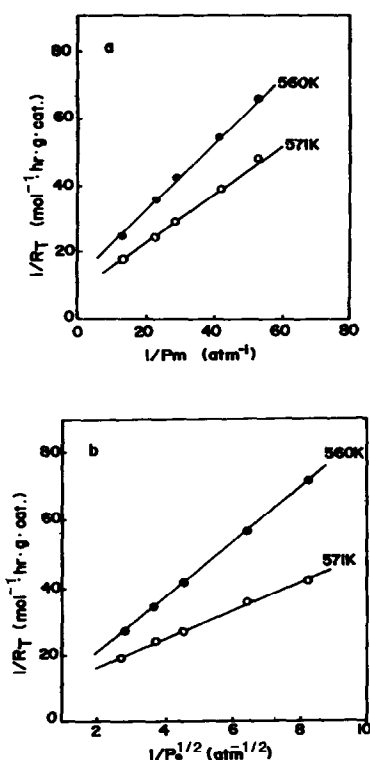 a
80
60
40
20
0
560K
571K
1/R_T (mol⁻¹·hr·g·cat.)
0 20 40 60 80
1/Pm (atm⁻¹)
b
80
60
40
20
0
560K
571K
1/R_T (mol⁻¹·hr·g·cat.)
2 4 6 8 10
1/Pₒ^1/2 (atm^-1/2)